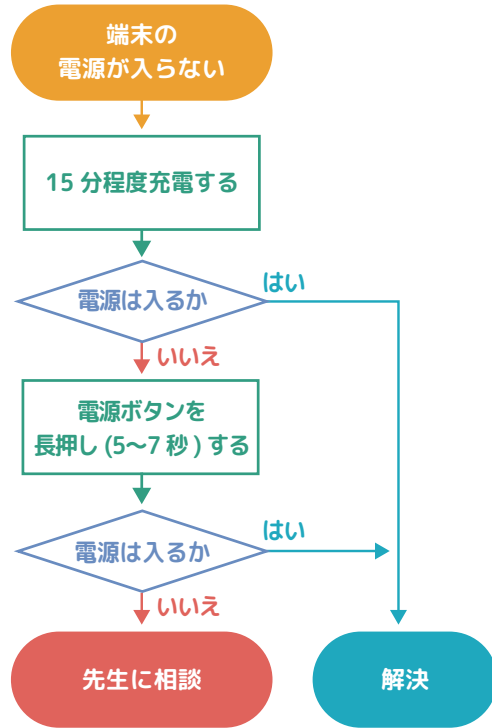 端末の
電源が入らない
15 分程度充電する
電源は入るか
はい
いいえ
電源ボタンを
長押し (5〜7 秒 ) する
電源は入るか
はい
いいえ
先生に相談
解決